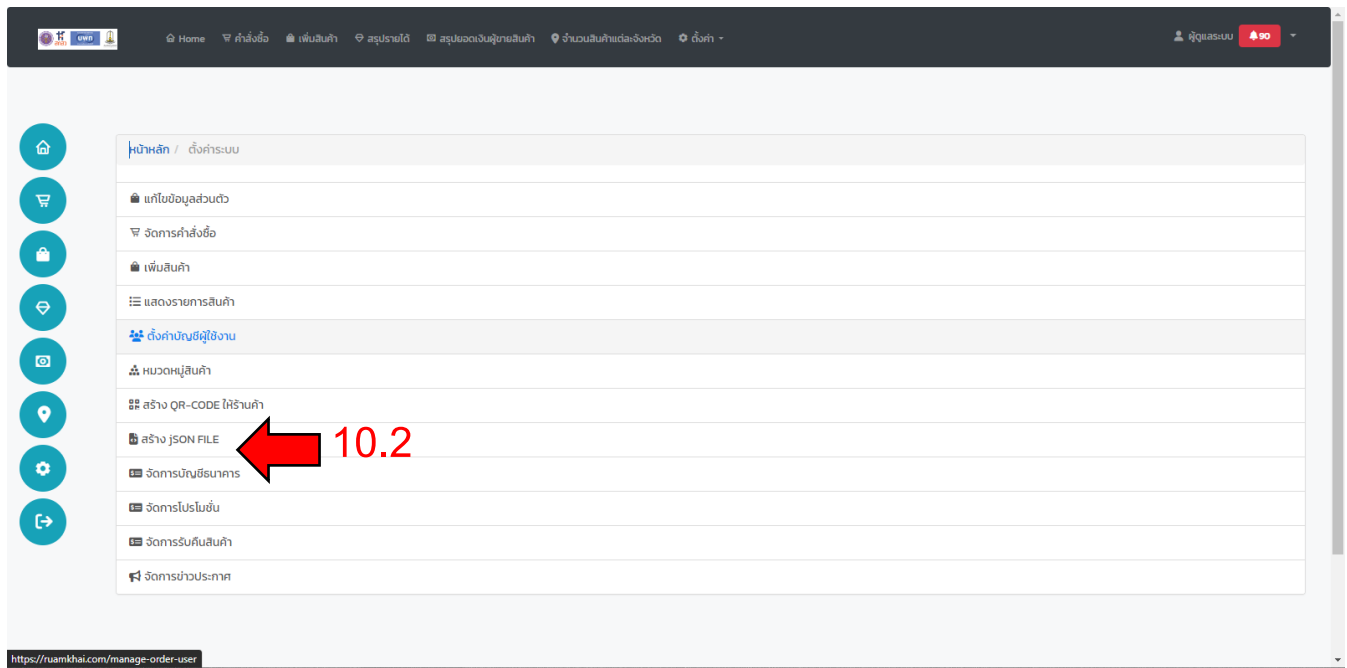 บพท
Home คำสั่งซื้อ เพิ่มสินค้า สรุปรายได้ สรุปยอดเงินผู้ขายสินค้า จำนวนสินค้าแต่ละจังหวัด ตั้งค่า ผู้ดูแลระบบ 90
หน้าหลัก / ตั้งค่าระบบ
แก้ไขข้อมูลส่วนตัว
จัดการคำสั่งซื้อ
เพิ่มสินค้า
แสดงรายการสินค้า
ตั้งค่าบัญชีผู้ใช้งาน
หมวดหมู่สินค้า
สร้าง QR-CODE ให้ร้านค้า
สร้าง jSON FILE
10.2
จัดการบัญชีธนาคาร
จัดการโปรโมชั่น
จัดการรับคืนสินค้า
จัดการข่าวประกาศ
https://ruamkhai.com/manage-order-user